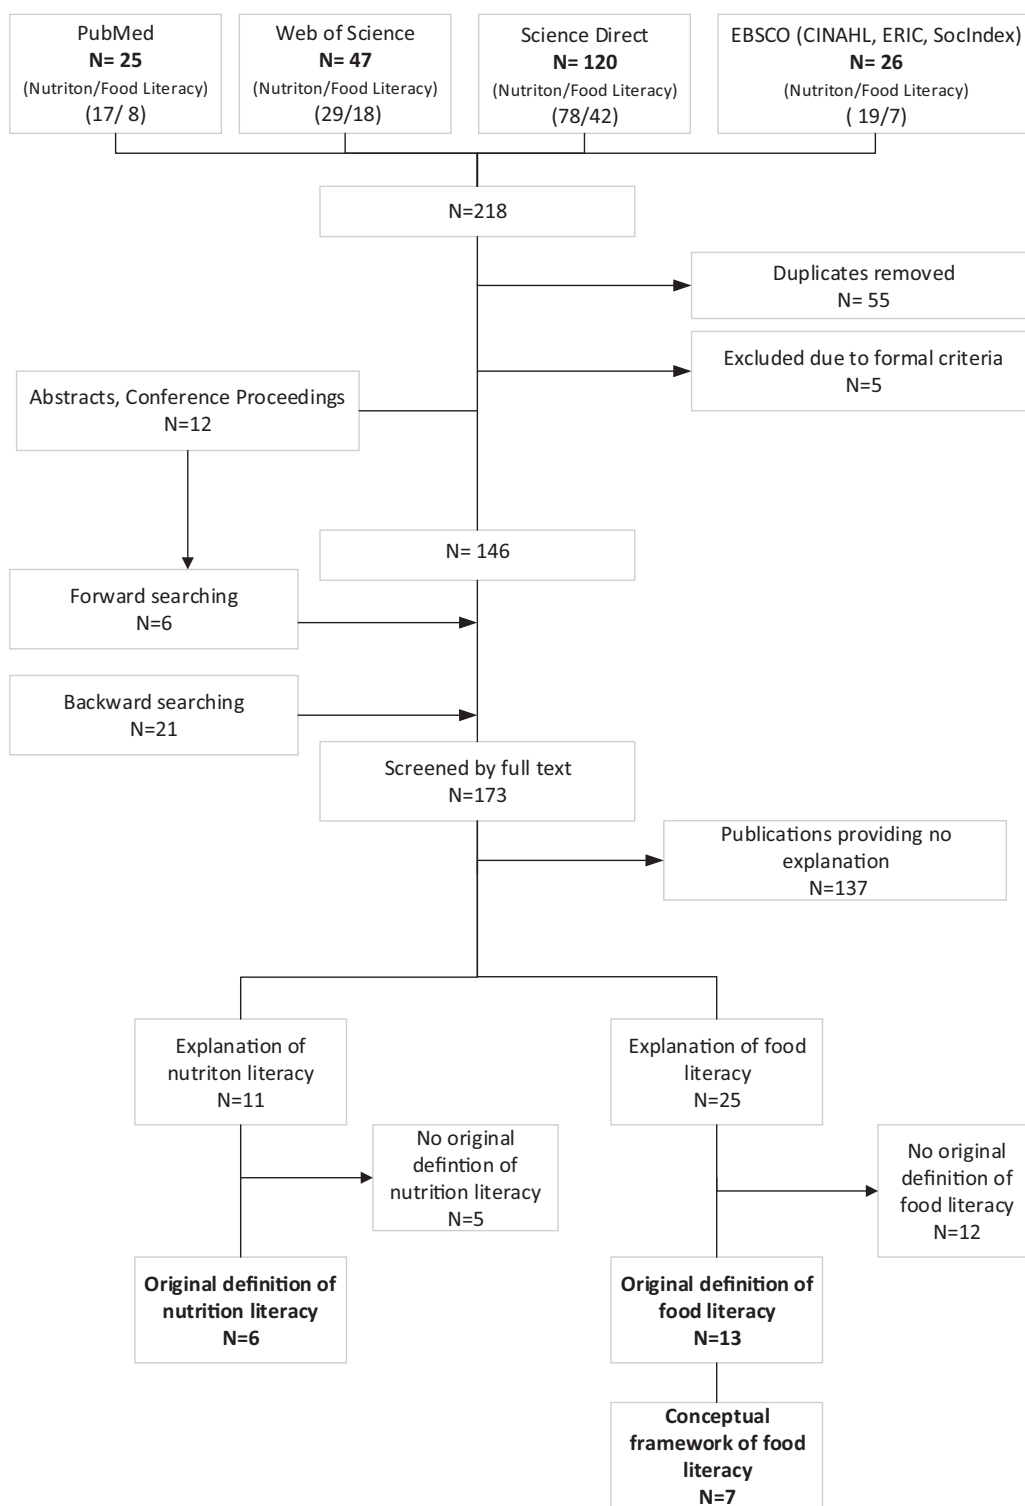 PubMed
N= 25
(Nutriton/Food Literacy)
(17/ 8)
Web of Science
N= 47
(Nutriton/Food Literacy)
(29/18)
Science Direct
N= 120
(Nutriton/Food Literacy)
(78/42)
EBSCO (CINAHL, ERIC, SocIndex)
N= 26
(Nutriton/Food Literacy)
( 19/7)
N=218
Duplicates removed
N= 55
Excluded due to formal criteria
N=5
Abstracts, Conference Proceedings
N=12
N= 146
Forward searching
N=6
Backward searching
N=21
Screened by full text
N=173
Publications providing no
explanation
N=137
Explanation of
nutriton literacy
N=11
Explanation of food
literacy
N=25
No original
defintion of
nutrition literacy
N=5
No original
definition of
food literacy
N=12
Original definition of
nutrition literacy
N=6
Original definition of
food literacy
N=13
Conceptual
framework of food
literacy
N=7